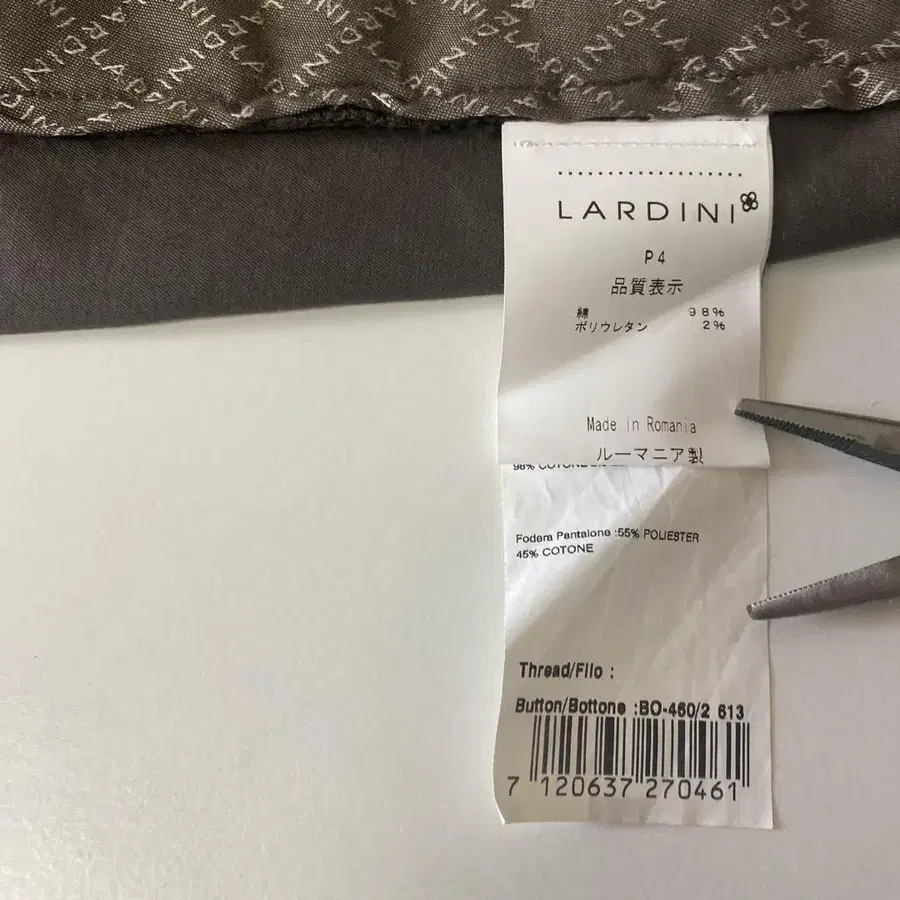 LARDINI
P4
品質表示
綿 98%
ポリウレタン 2%
Made in Romania
ルーマニア製
98% COTONE
Fodera Pantalone :55% POLIESTER
45% COTONE
Thread/Filo :
Button/Bottone :BO-460/2 613
7 120637 270461